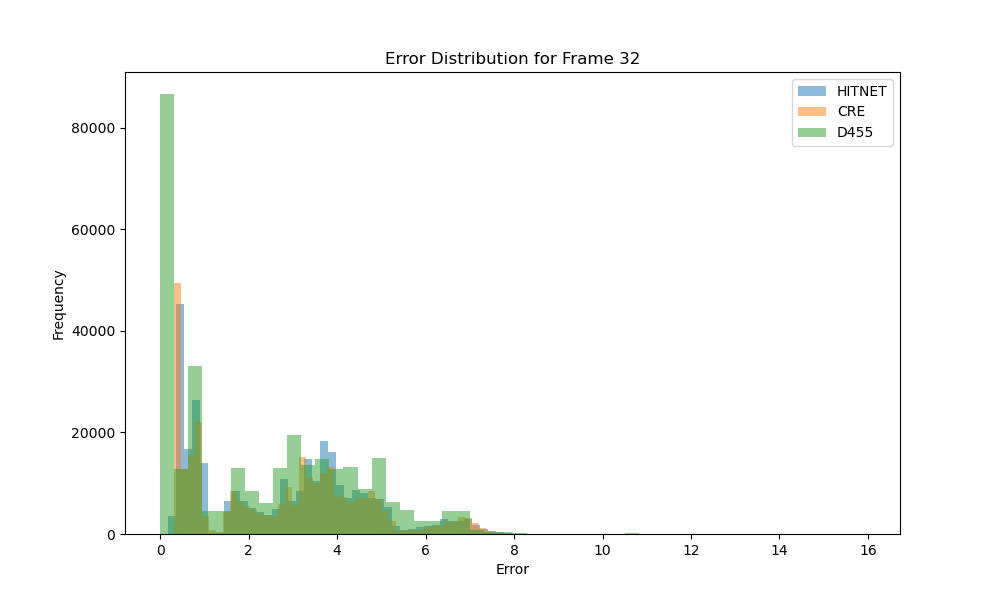 Error Distribution for Frame 32
HITNET
CRE
D455
80000
60000
40000
20000
0
Frequency
0 2 4 6 8 10 12 14 16
Error